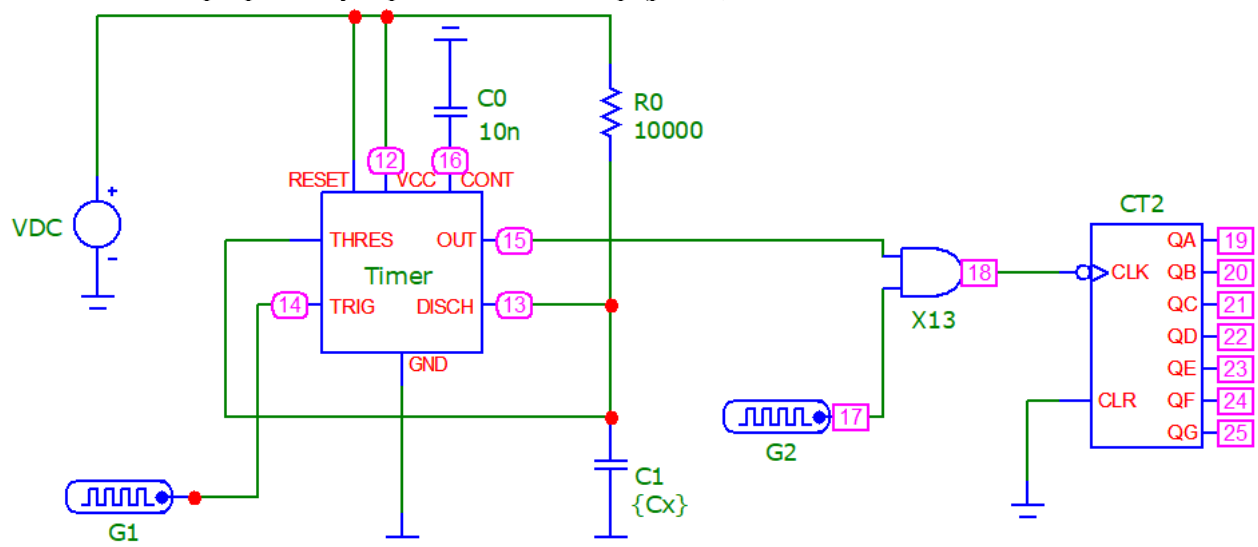 C0
10n
R0
10000
12
16
RESET
VCC
CONT
VDC
+
-
THRES
OUT
15
Timer
14
TRIG
DISCH
13
GND
G1
C1
{Cx}
X13
18
17
G2
CT2
CLK
CLR
QA
19
QB
20
QC
21
QD
22
QE
23
QF
24
QG
25